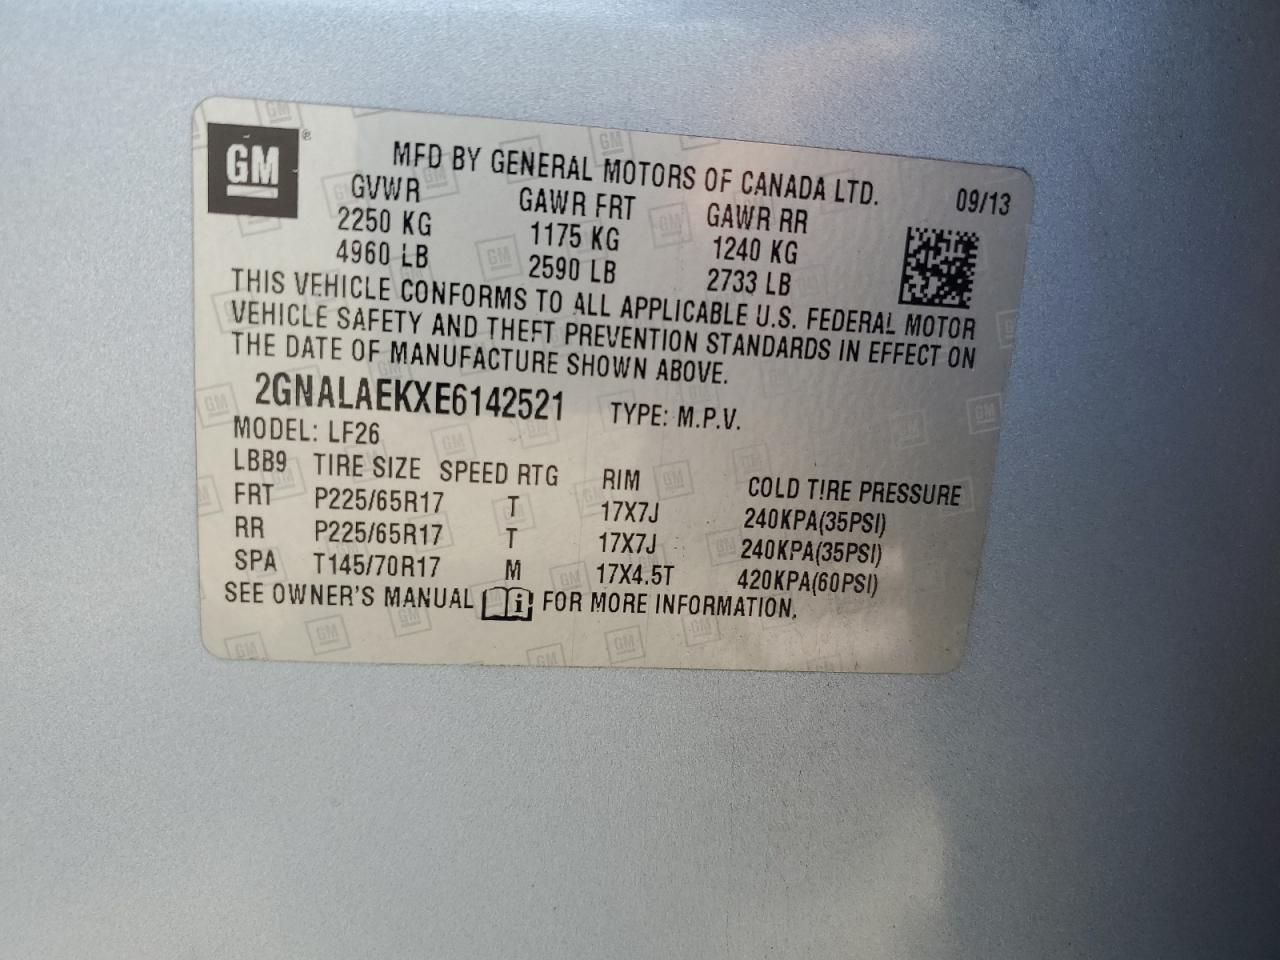 GM®
MFD BY GENERAL MOTORS OF CANADA LTD. 09/13
GVWR GAWR FRT GAWR RR
2250 KG 1175 KG 1240 KG
4960 LB 2590 LB 2733 LB
THIS VEHICLE CONFORMS TO ALL APPLICABLE U.S. FEDERAL MOTOR
VEHICLE SAFETY AND THEFT PREVENTION STANDARDS IN EFFECT ON
THE DATE OF MANUFACTURE SHOWN ABOVE.
2GNALAEKXE6142521 TYPE: M.P.V.
MODEL: LF26
LBB9 TIRE SIZE SPEED RTG RIM COLD TIRE PRESSURE
FRT P225/65R17 T 17X7J 240KPA(35PSI)
RR P225/65R17 T 17X7J 240KPA(35PSI)
SPA T145/70R17 M 17X4.5T 420KPA(60PSI)
SEE OWNER'S MANUAL i FOR MORE INFORMATION.